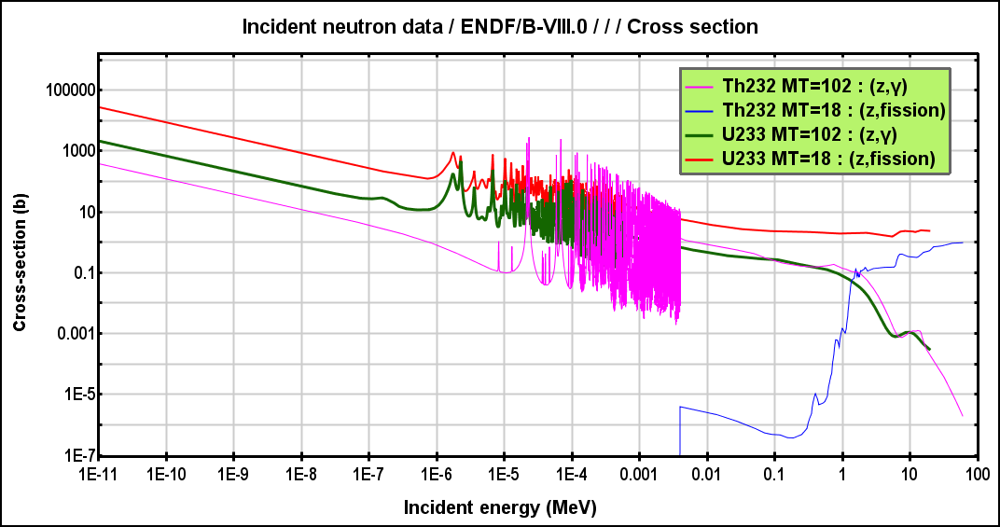 Incident neutron data / ENDF/B-VIII.0 / / / Cross section
Th232 MT=102 : (z,γ)
Th232 MT=18 : (z,fission)
U233 MT=102 : (z,γ)
U233 MT=18 : (z,fission)
Cross-section (b)
100000
1000
10
0.1
0.001
1E-5
1E-7
1E-11 1E-10 1E-9 1E-8 1E-7 1E-6 1E-5 1E-4 0.001 0.01 0.1 1 10 100
Incident energy (MeV)